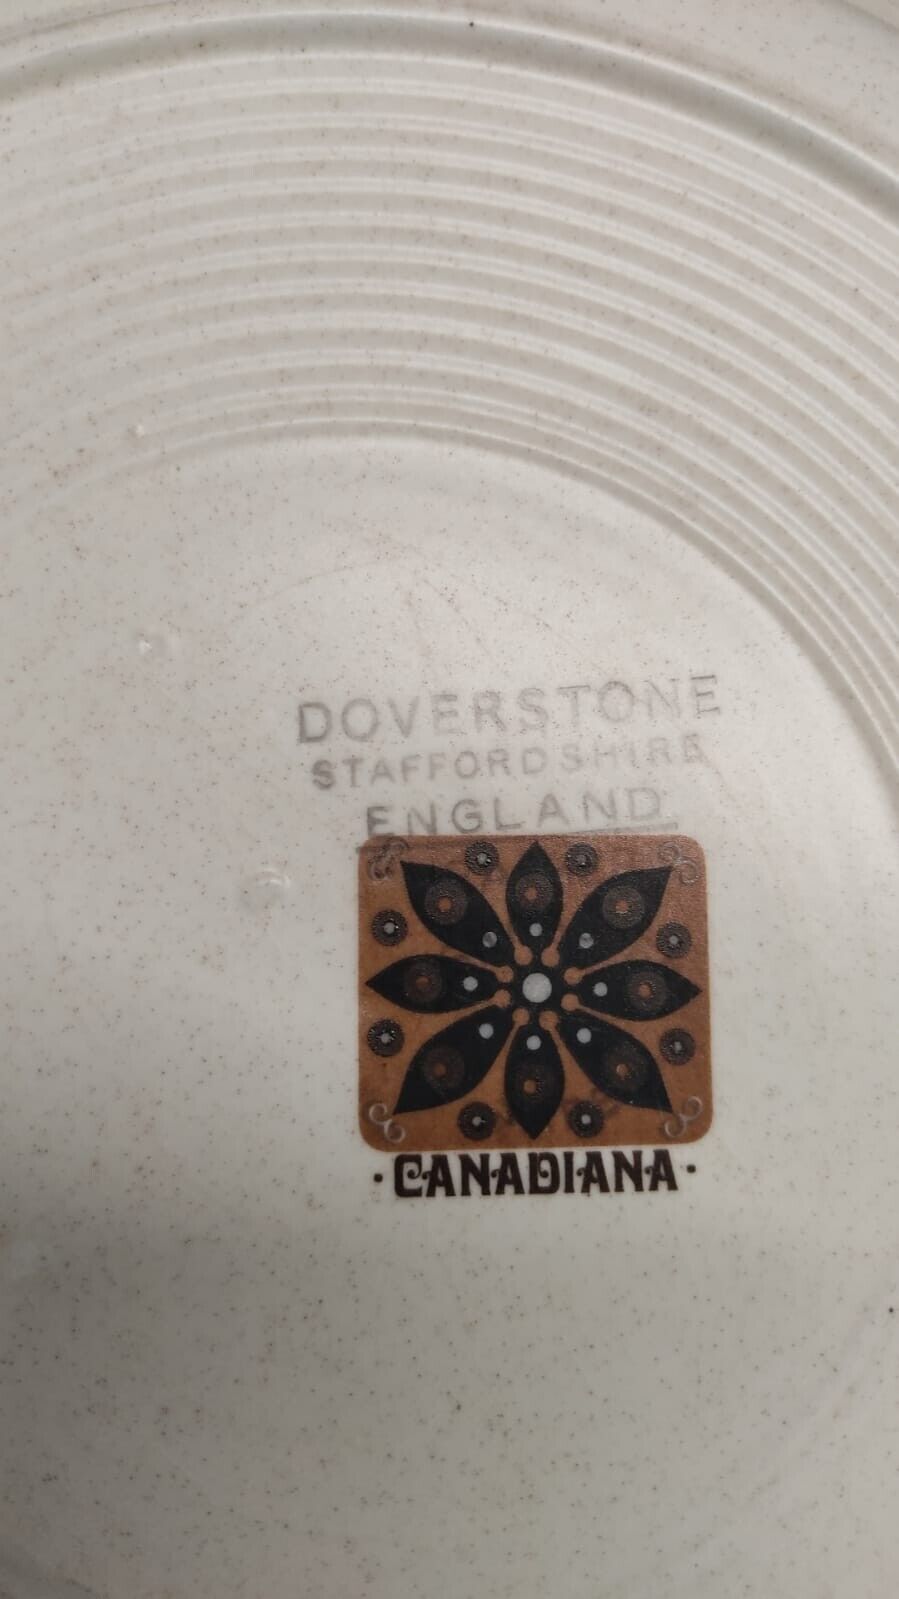 DOVERSTONE
STAFFORDSHIRE
ENGLAND
·CANADIANA·